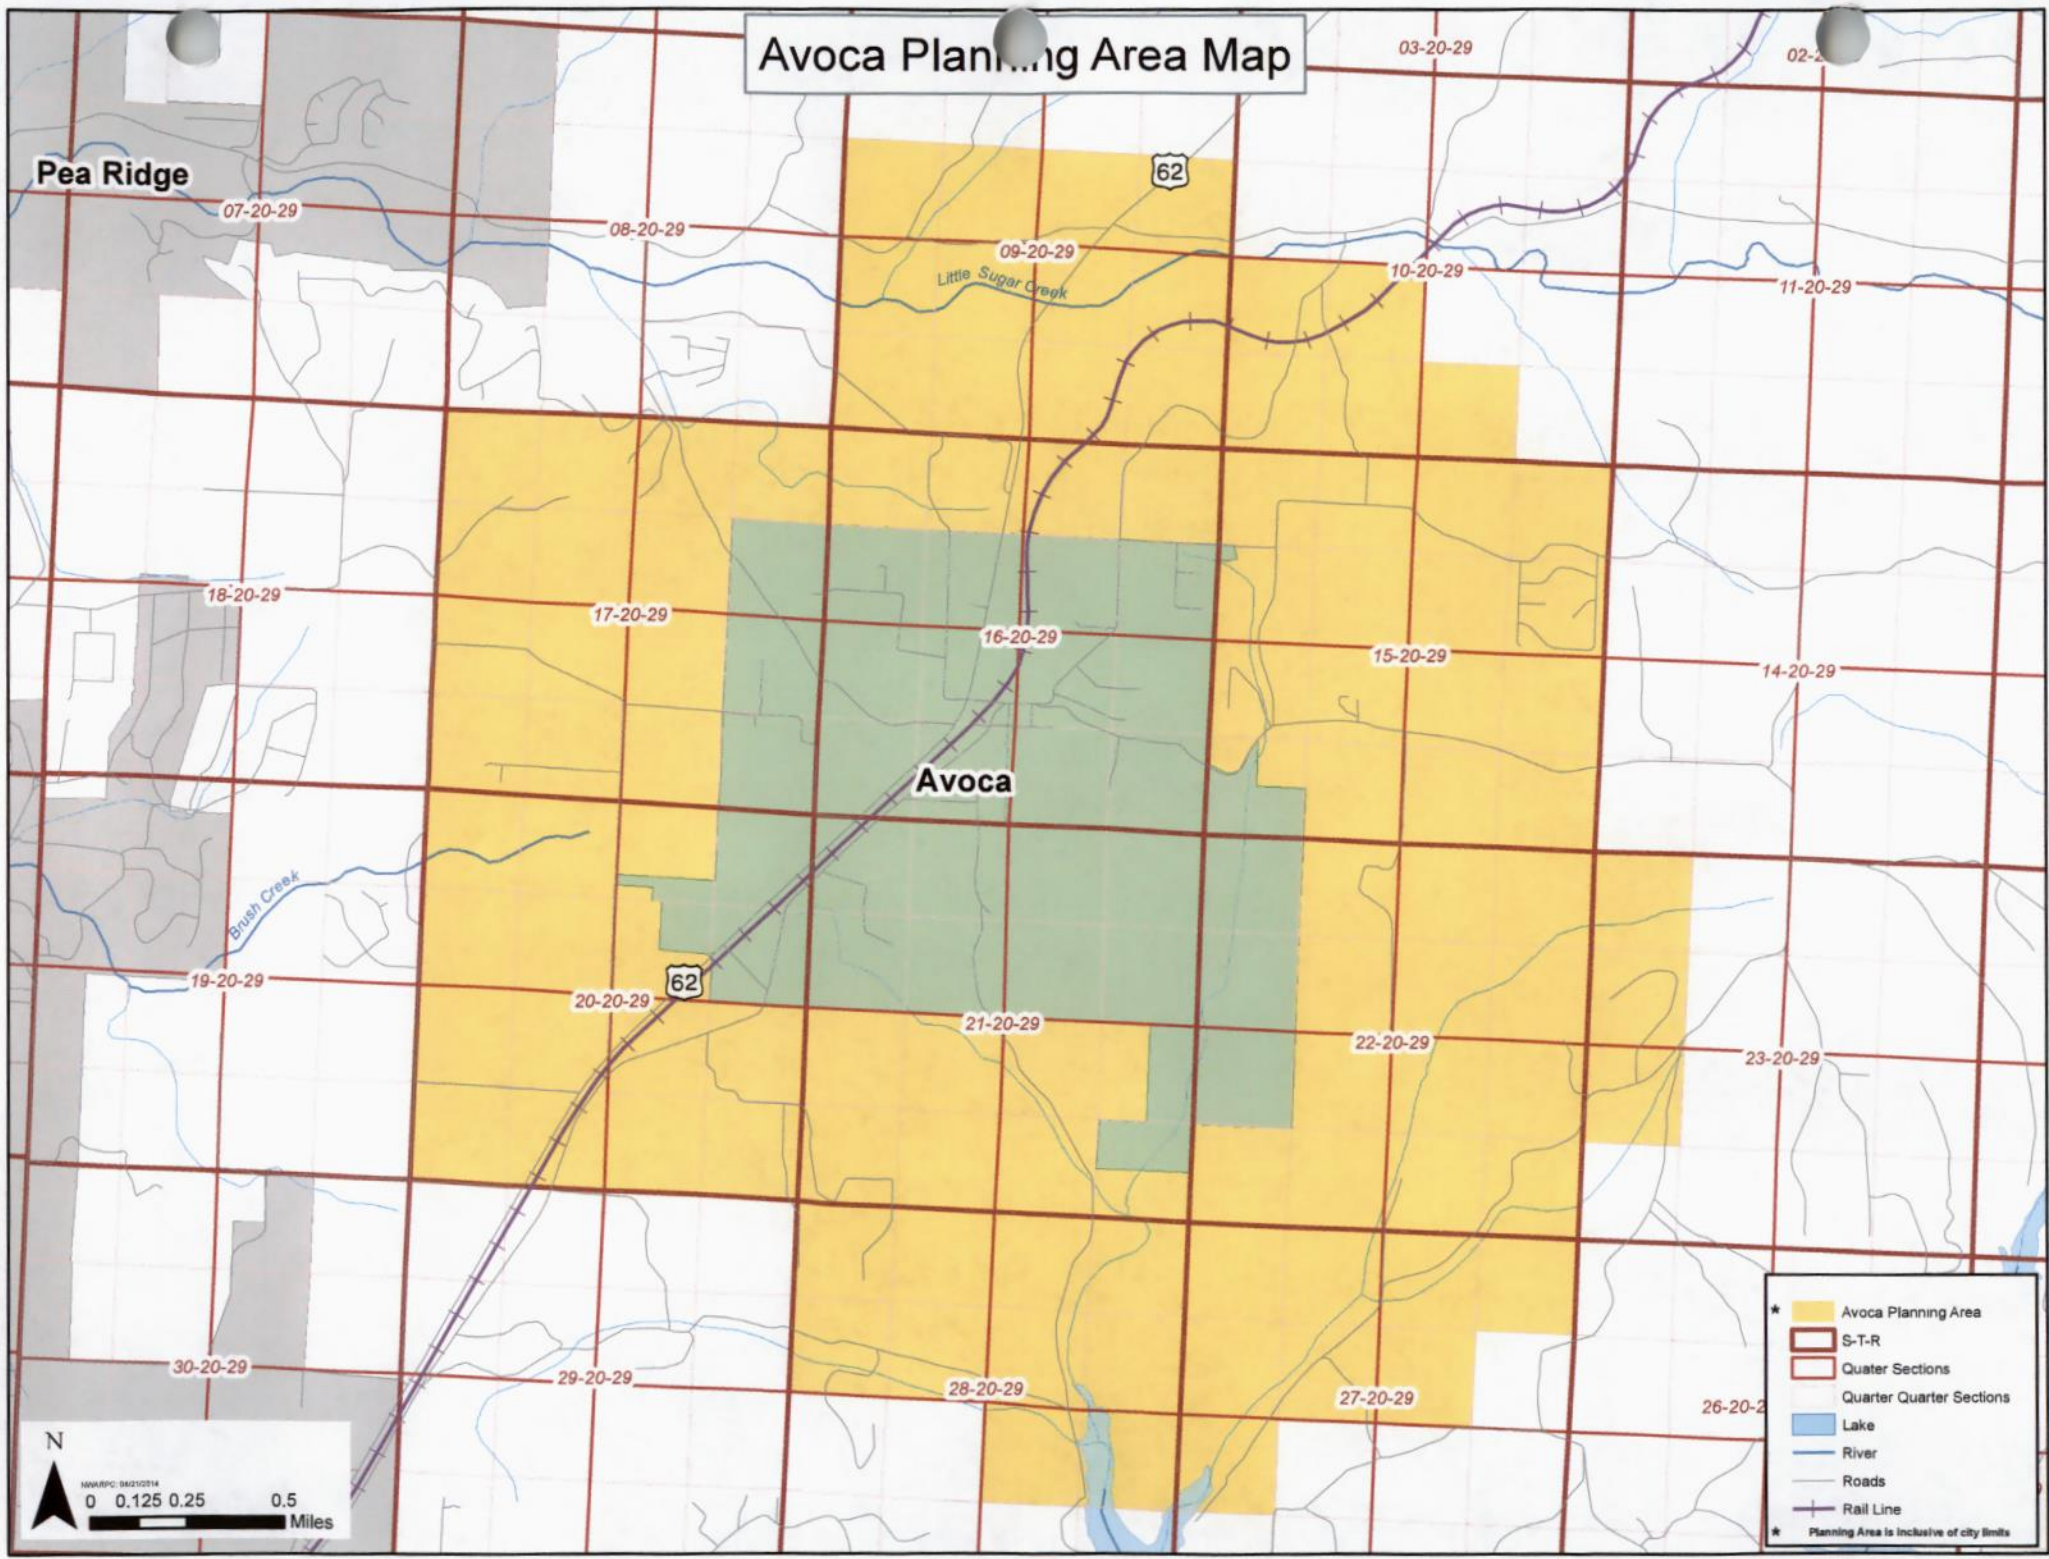 Avoca Planning Area Map
03-20-29
62
Pea Ridge
07-20-29
08-20-29
09-20-29
10-20-29
11-20-29
Little Sugar Creek
18-20-29
17-20-29
16-20-29
15-20-29
14-20-29
Avoca
Brush Creek
19-20-29
62
20-20-29
21-20-29
22-20-29
23-20-29
30-20-29
29-20-29
28-20-29
27-20-29
26-20-2
* Avoca Planning Area
S-T-R
Quater Sections
Quarter Quarter Sections
Lake
River
Roads
Rail Line
* Planning Area is inclusive of city limits
N
NWARPC: 04/21/2014
0 0.125 0.25 0.5
Miles